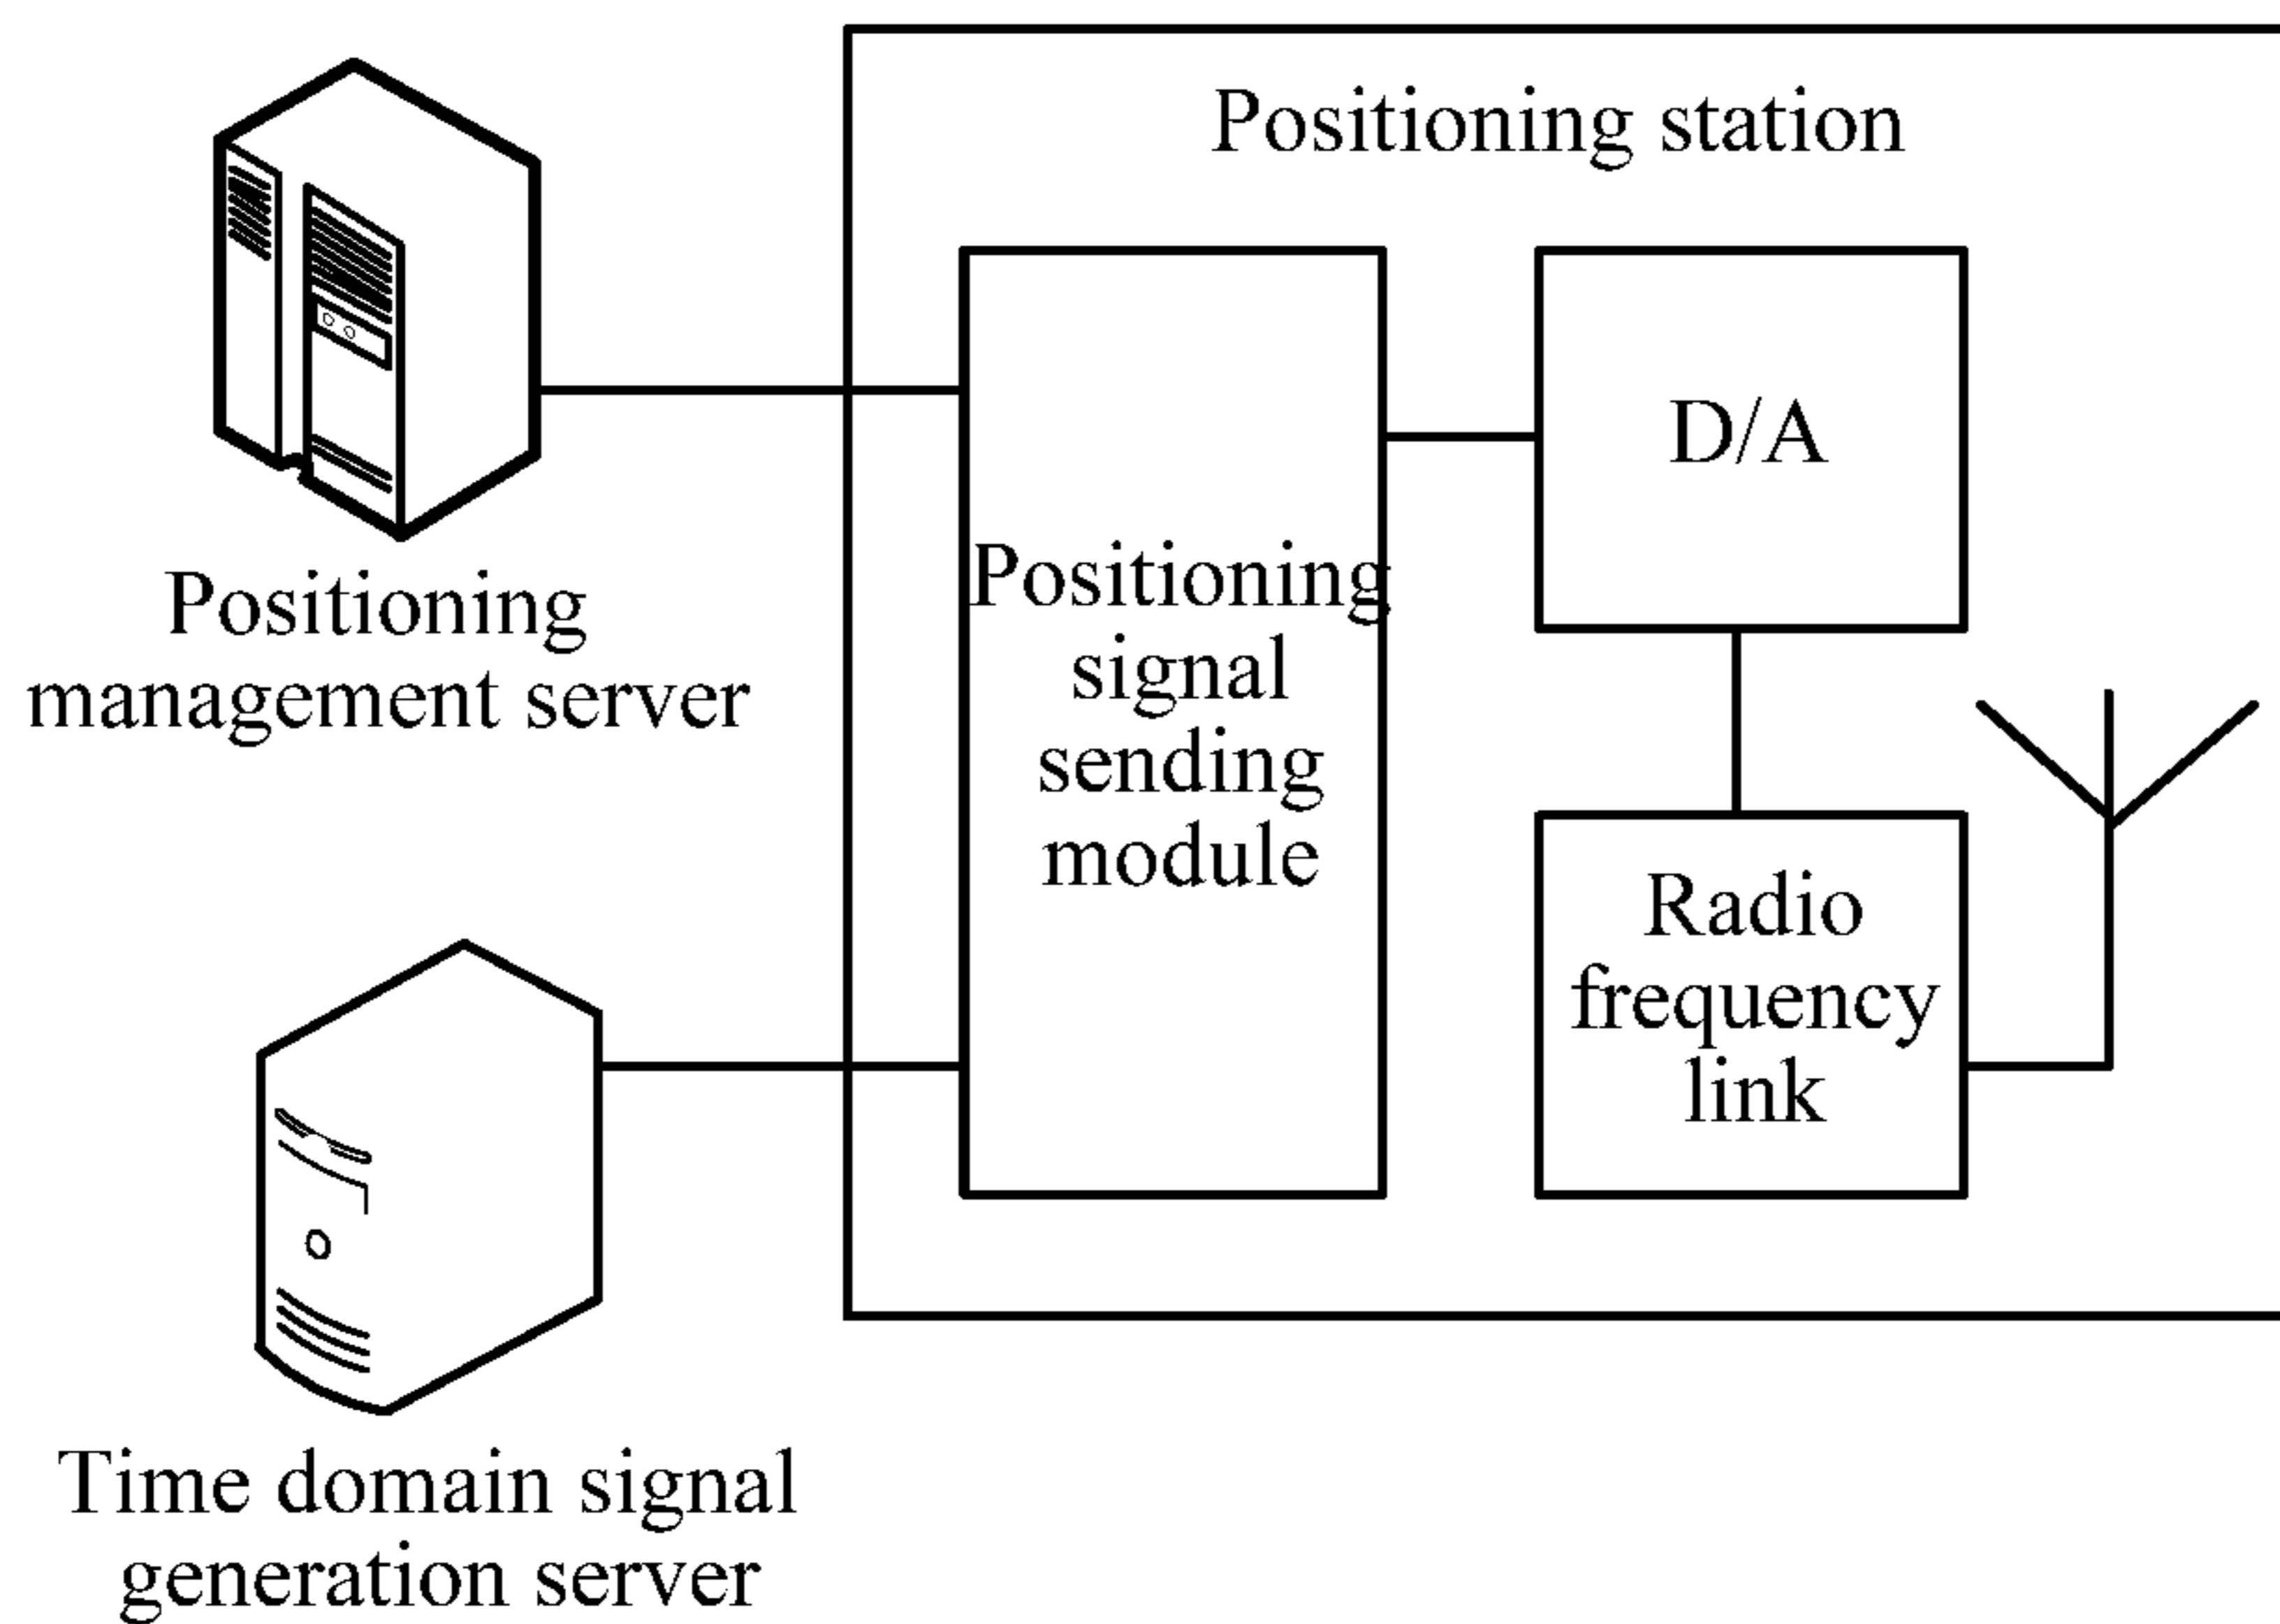 Positioning station
Positioning
management server
Positioning
signal
sending
module
D/A
Radio
frequency
link
Time domain signal
generation server